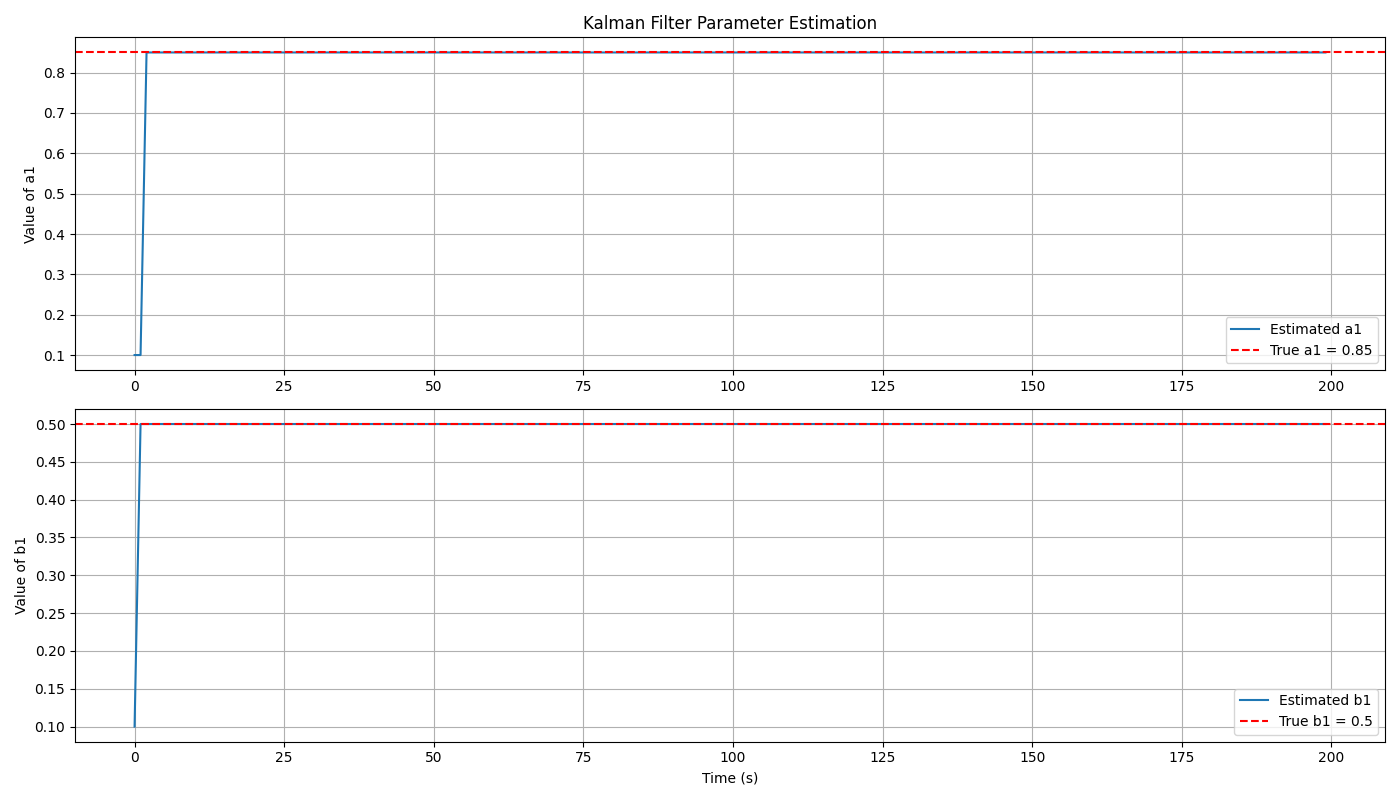 Kalman Filter Parameter Estimation
Value of a1
0.8
0.7
0.6
0.5
0.4
0.3
0.2
0.1
Estimated a1
True a1 = 0.85
0 25 50 75 100 125 150 175 200
Value of b1
0.50
0.45
0.40
0.35
0.30
0.25
0.20
0.15
0.10
Estimated b1
True b1 = 0.5
0 25 50 75 100 125 150 175 200
Time (s)